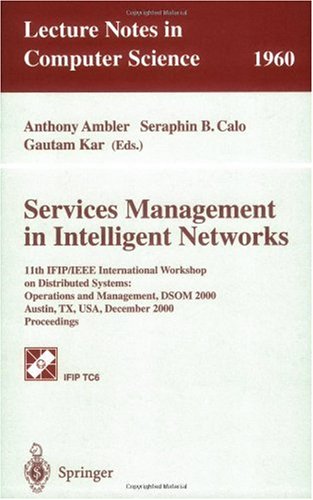 Lecture Notes in
Computer Science 1960
Anthony Ambler Seraphin B. Calo
Gautam Kar (Eds.)
Services Management
in Intelligent Networks
11th IFIP/IEEE International Workshop
on Distributed Systems:
Operations and Management, DSOM 2000
Austin, TX, USA, December 2000
Proceedings
IFIP TC6
Springer